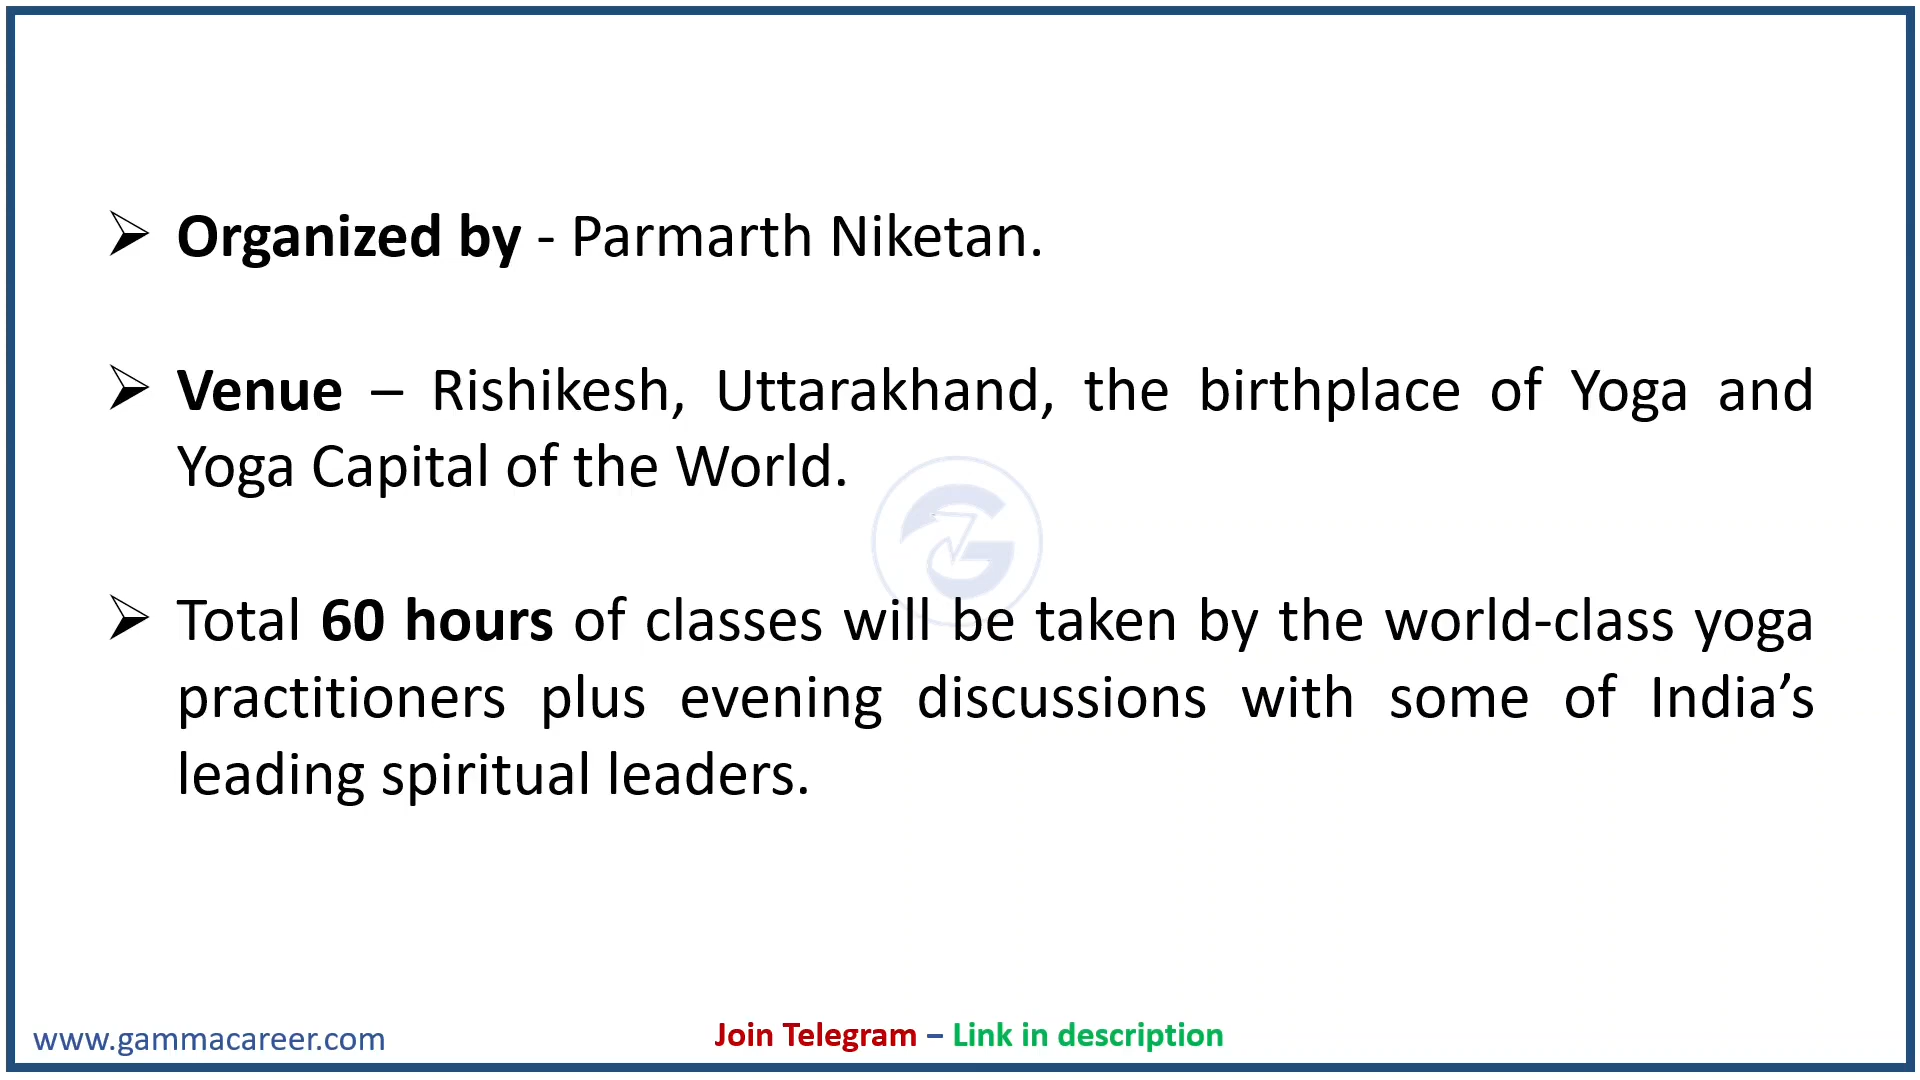 ➢ Organized by - Parmarth Niketan.
➢ Venue – Rishikesh, Uttarakhand, the birthplace of Yoga and
Yoga Capital of the World.
➢ Total 60 hours of classes will be taken by the world-class yoga
practitioners plus evening discussions with some of India’s
leading spiritual leaders.
www.gammacareer.com
Join Telegram – Link in description